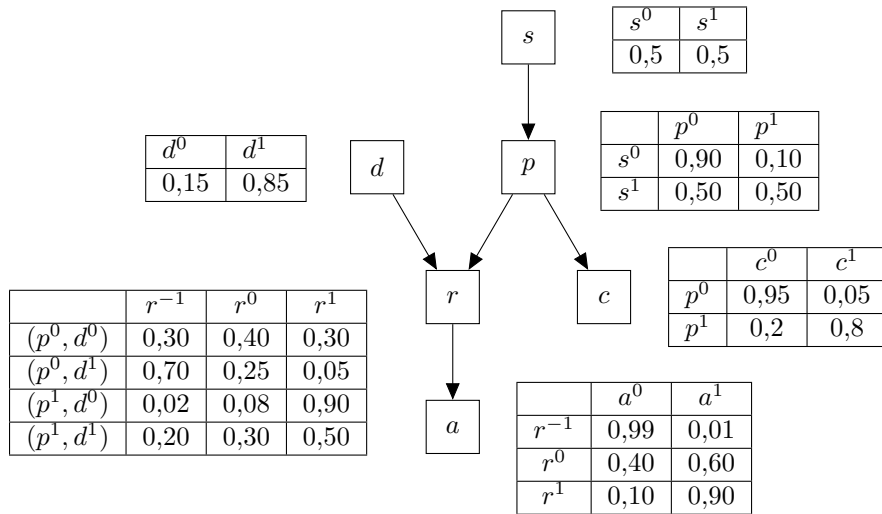 s
s⁰ s¹
0,5 0,5
d⁰ d¹
0,15 0,85
d
p
p⁰ p¹
s⁰ 0,90 0,10
s¹ 0,50 0,50
r
c
c⁰ c¹
p⁰ 0,95 0,05
p¹ 0,2 0,8
r⁻¹ r⁰ r¹
(p⁰, d⁰) 0,30 0,40 0,30
(p⁰, d¹) 0,70 0,25 0,05
(p¹, d⁰) 0,02 0,08 0,90
(p¹, d¹) 0,20 0,30 0,50
a
a⁰ a¹
r⁻¹ 0,99 0,01
r⁰ 0,40 0,60
r¹ 0,10 0,90